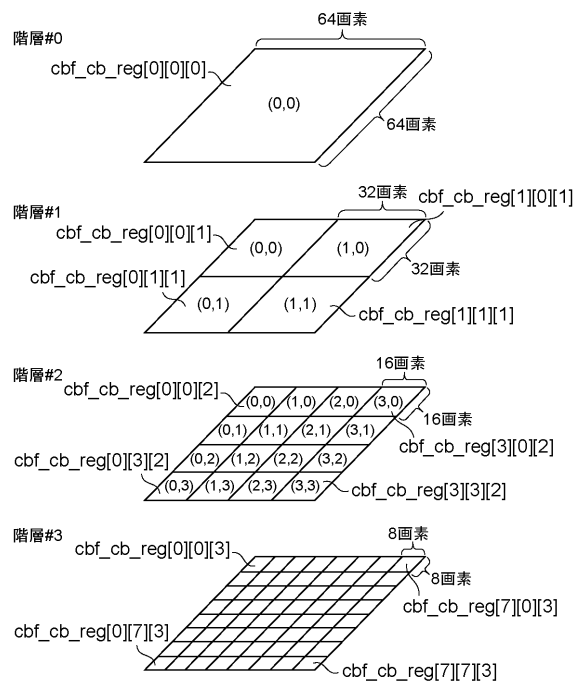 階層#0
64画素
cbf_cb_reg[0][0][0]
(0,0)
64画素
階層#1
32画素
cbf_cb_reg[1][0][1]
cbf_cb_reg[0][0][1]
(0,0)
(1,0)
32画素
cbf_cb_reg[0][1][1]
(0,1)
(1,1)
cbf_cb_reg[1][1][1]
階層#2
16画素
cbf_cb_reg[0][0][2]
(0,0)
(1,0)
(2,0)
(3,0)
16画素
(0,1)
(1,1)
(2,1)
(3,1)
cbf_cb_reg[3][0][2]
cbf_cb_reg[0][3][2]
(0,2)
(1,2)
(2,2)
(3,2)
(0,3)
(1,3)
(2,3)
(3,3)
cbf_cb_reg[3][3][2]
階層#3
8画素
cbf_cb_reg[0][0][3]
8画素
cbf_cb_reg[7][0][3]
cbf_cb_reg[0][7][3]
cbf_cb_reg[7][7][3]